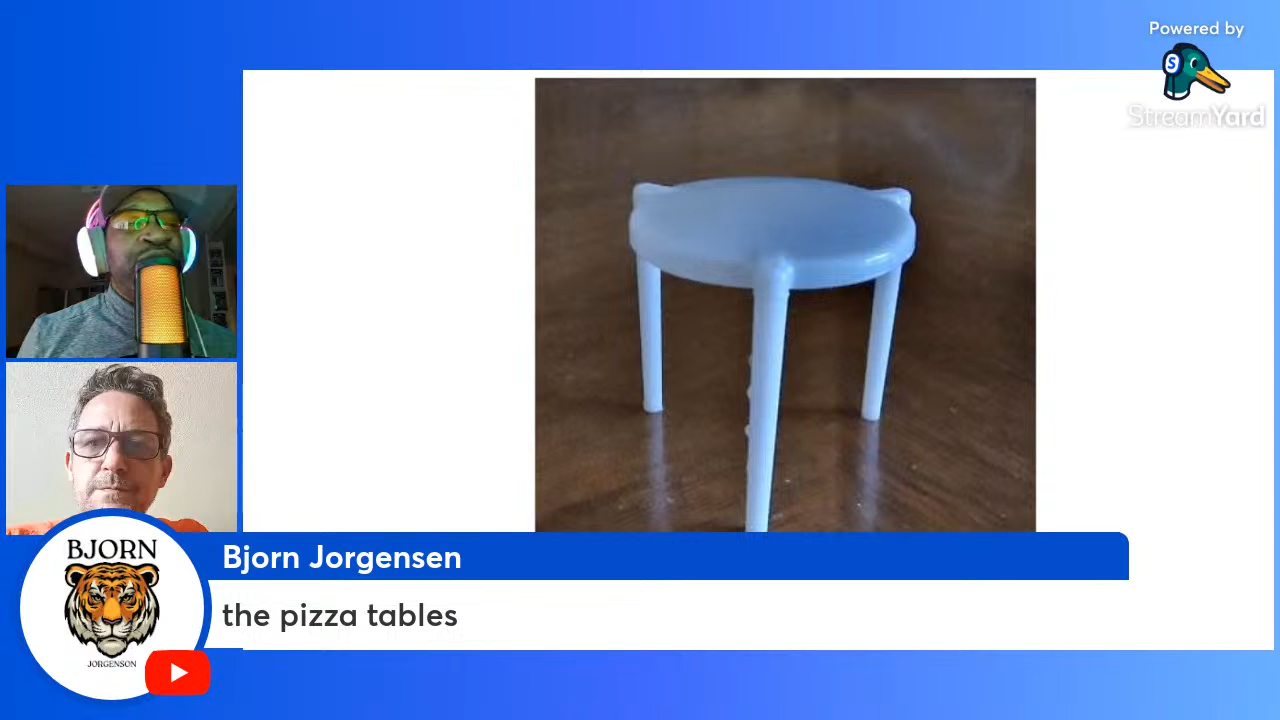 Powered by
S
StreamYard
Bjorn Jorgensen
the pizza tables
BJORN
JORGENSON